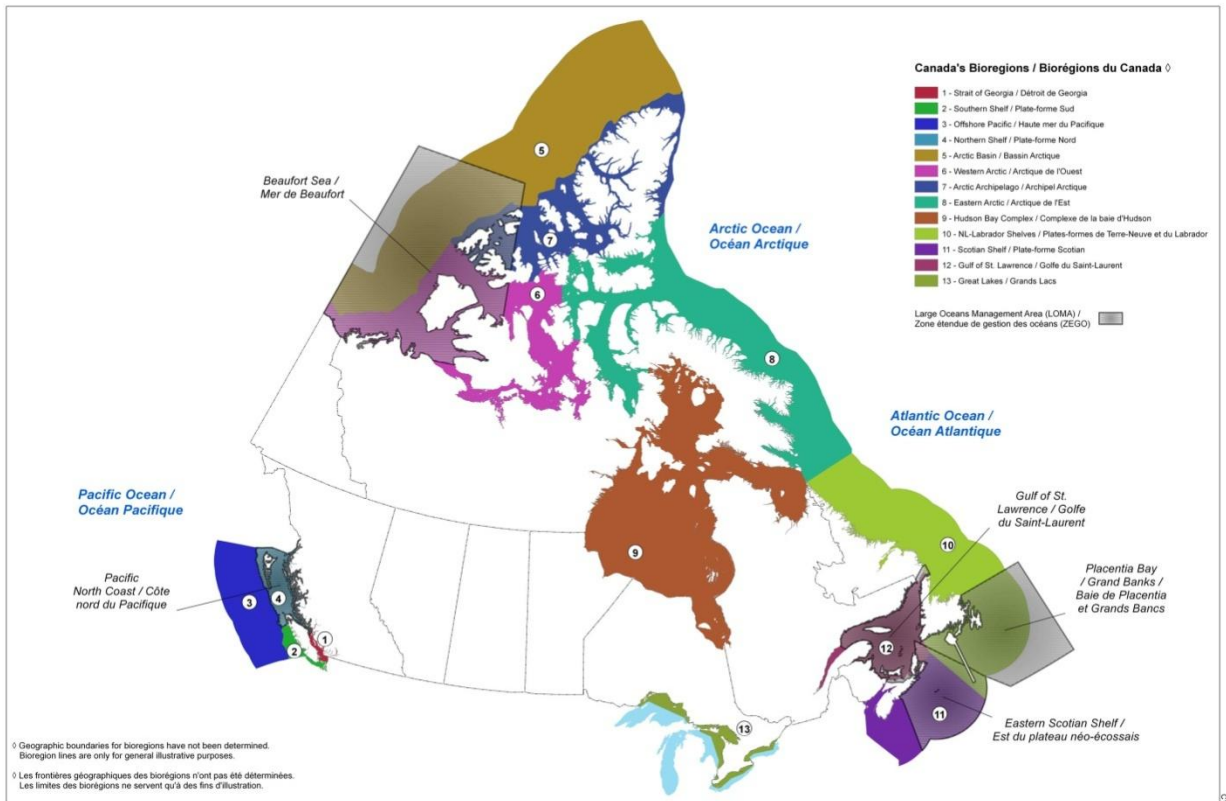 Canada's Bioregions / Biorégions du Canada ◊
1 - Strait of Georgia / Détroit de Georgia
2 - Southern Shelf / Plate-forme Sud
3 - Offshore Pacific / Haute mer du Pacifique
4 - Northern Shelf / Plate-forme Nord
5 - Arctic Basin / Bassin Arctique
6 - Western Arctic / Arctique de l'Ouest
7 - Arctic Archipelago / Archipel Arctique
8 - Eastern Arctic / Arctique de l'Est
9 - Hudson Bay Complex / Complexe de la baie d'Hudson
10 - NL-Labrador Shelves / Plates-formes de Terre-Neuve et du Labrador
11 - Scotian Shelf / Plate-forme Scotian
12 - Gulf of St. Lawrence / Golfe du Saint-Laurent
13 - Great Lakes / Grands Lacs
Large Oceans Management Area (LOMA) /
Zone étendue de gestion des océans (ZEGO)
5
Beaufort Sea /
Mer de Beaufort
Arctic Ocean /
Océan Arctique
7
6
8
Atlantic Ocean /
Océan Atlantique
Pacific Ocean /
Océan Pacifique
Gulf of St.
Lawrence / Golfe
du Saint-Laurent
9
10
Placentia Bay
/ Grand Banks /
Baie de Placentia
et Grands Bancs
Pacific
North Coast / Côte
nord du Pacifique
3
4
1
2
12
11
Eastern Scotian Shelf /
Est du plateau néo-écossais
13
◊ Geographic boundaries for bioregions have not been determined.
Bioregion lines are only for general illustrative purposes.
◊ Les frontières géographiques des biorégions n'ont pas été déterminées.
Les limites des biorégions ne servent qu'à des fins d'illustration.